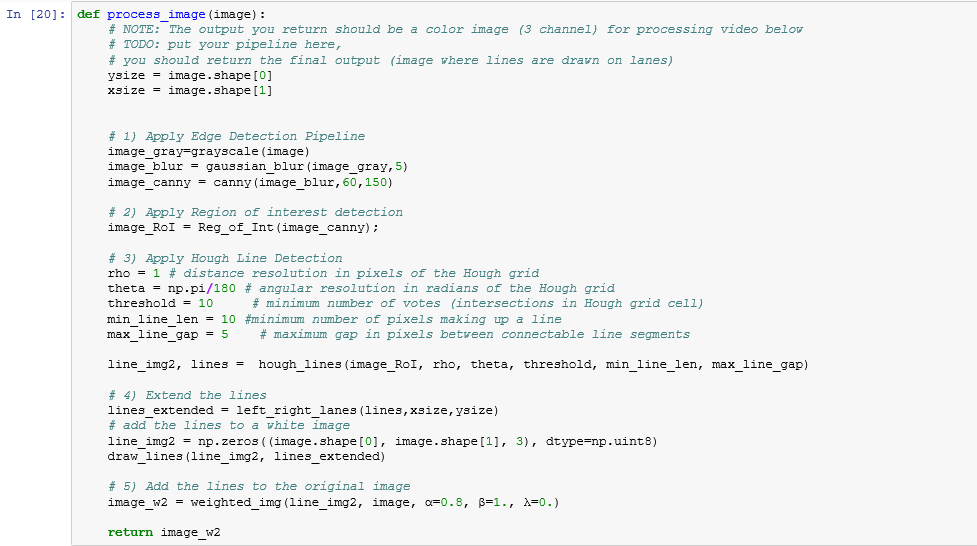 In [20]: def process_image(image):
    # NOTE: The output you return should be a color image (3 channel) for processing video below
    # TODO: put your pipeline here,
    # you should return the final output (image where lines are drawn on lanes)
    ysize = image.shape[0]
    xsize = image.shape[1]
    # 1) Apply Edge Detection Pipeline
    image_gray=grayscale(image)
    image_blur = gaussian_blur(image_gray,5)
    image_canny = canny(image_blur,60,150)
    # 2) Apply Region of interest detection
    image_RoI = Reg_of_Int(image_canny);
    # 3) Apply Hough Line Detection
    rho = 1 # distance resolution in pixels of the Hough grid
    theta = np.pi/180 # angular resolution in radians of the Hough grid
    threshold = 10     # minimum number of votes (intersections in Hough grid cell)
    min_line_len = 10 #minimum number of pixels making up a line
    max_line_gap = 5    # maximum gap in pixels between connectable line segments
    line_img2, lines =  hough_lines(image_RoI, rho, theta, threshold, min_line_len, max_line_gap)
    # 4) Extend the lines
    lines_extended = left_right_lanes(lines,xsize,ysize)
    # add the lines to a white image
    line_img2 = np.zeros((image.shape[0], image.shape[1], 3), dtype=np.uint8)
    draw_lines(line_img2, lines_extended)
    # 5) Add the lines to the original image
    image_w2 = weighted_img(line_img2, image, α=0.8, β=1., λ=0.)
    return image_w2